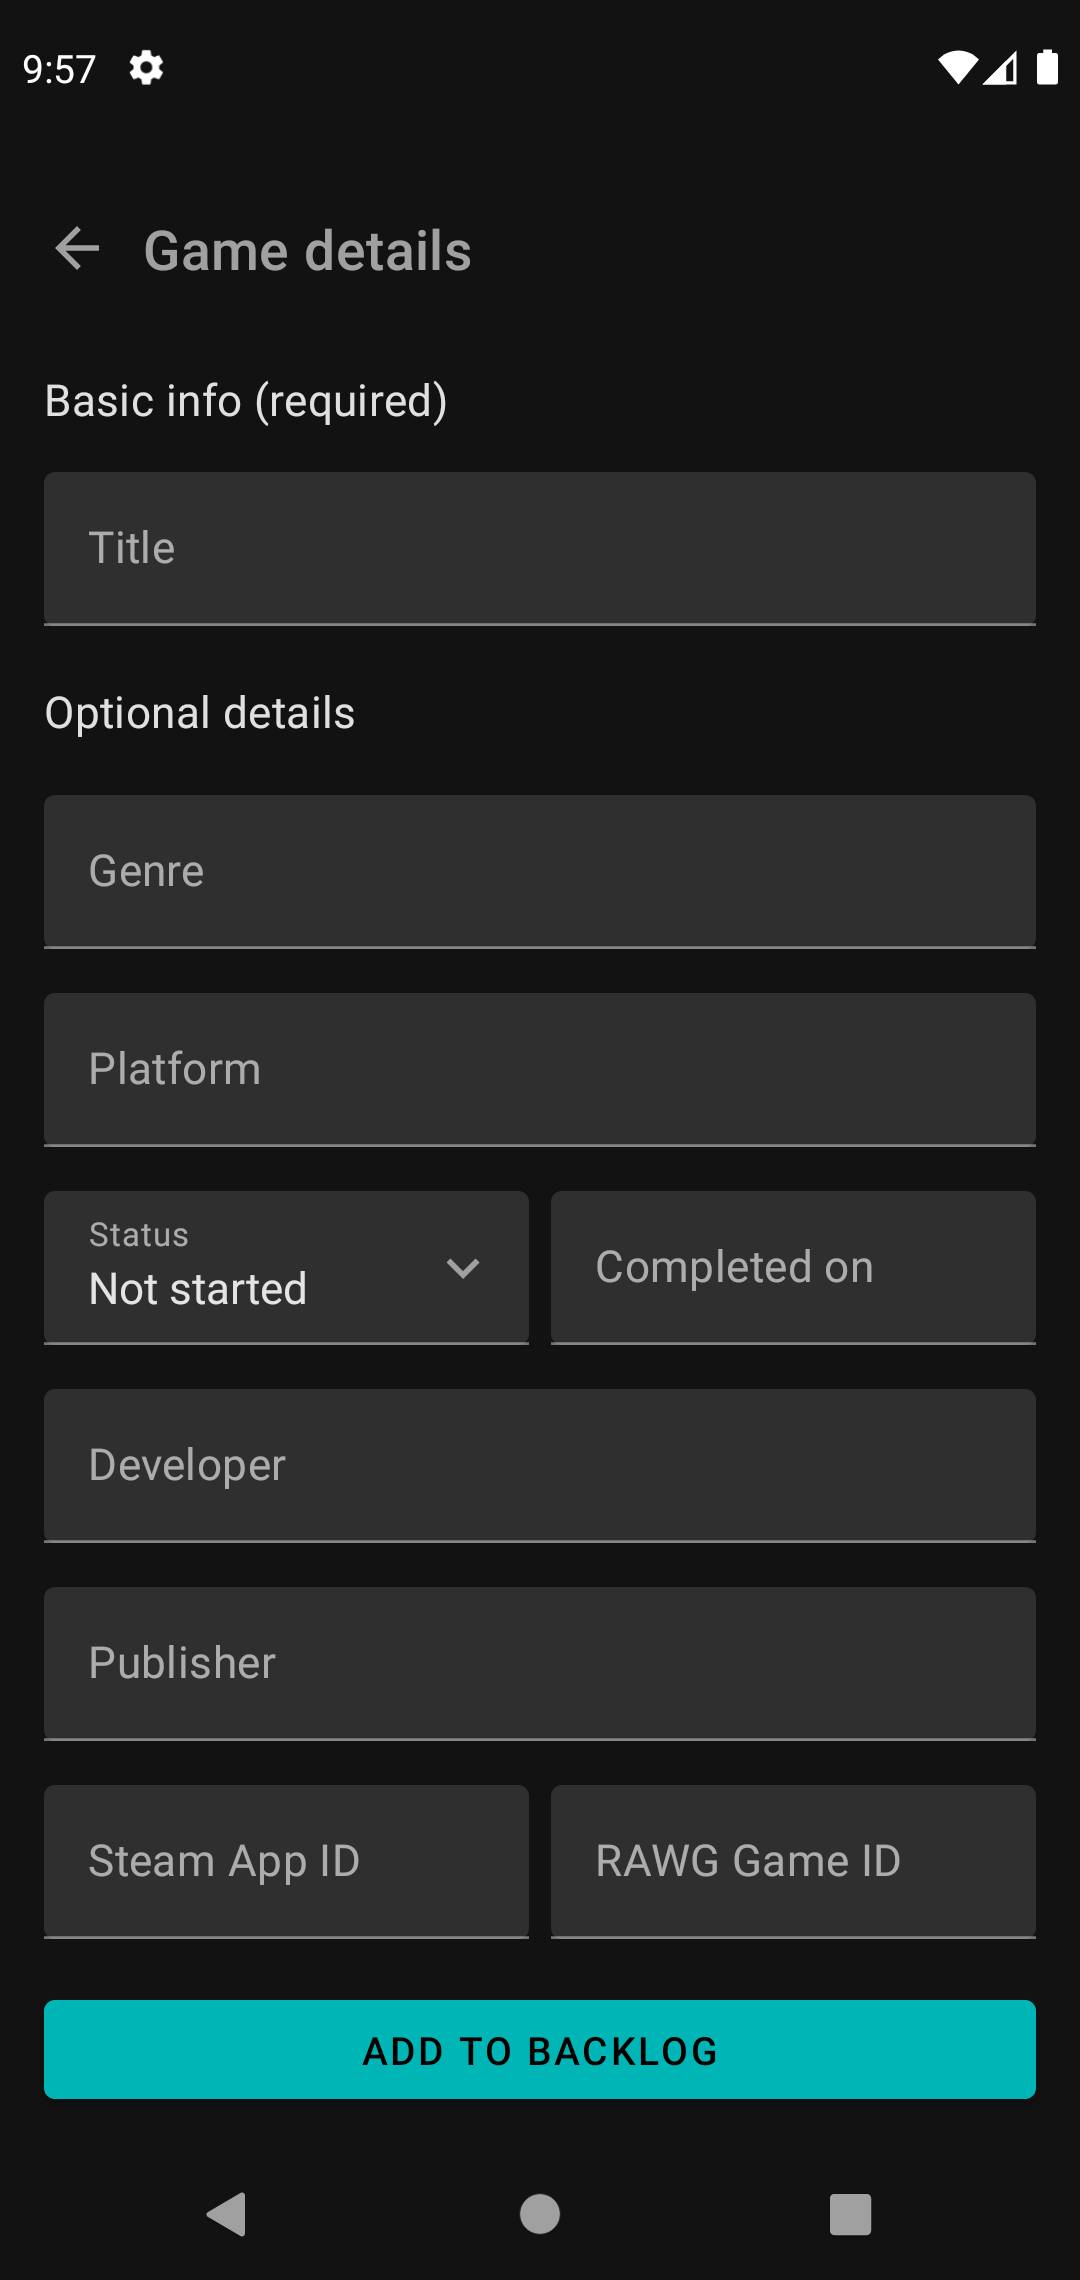 9:57
Game details
Basic info (required)
Title
Optional details
Genre
Platform
Status
Not started
Completed on
Developer
Publisher
Steam App ID
RAWG Game ID
ADD TO BACKLOG